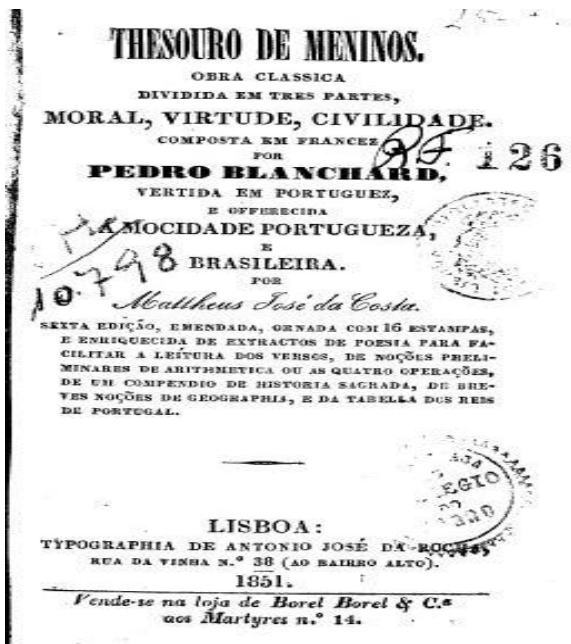 THESOURO DE MENINOS.
OBRA CLASSICA
DIVIDIDA EM TRES PARTES,
MORAL, VIRTUDE, CIVILIDADE.
COMPOSTA EM FRANCEZ
POR
126
PEDRO BLANCHARD,
VERTIDA EM PORTUGUEZ,
E OFFERECIDA
A MOCIDADE PORTUGUEZA,
E
BRASILEIRA.
10.798
POR
Mattheus José da Costa.
SEXTA EDIÇÃO, EMENDADA, ORNADA COM 16 ESTAMPAS,
E ENRIQUECIDA DE EXTRACTOS DE POESIA PARA FA-
CILITAR A LEITURA DOS VERSOS, DE NOÇÕES PRELI-
MINARES DE ARITHMETICA OU AS QUATRO OPERAÇÕES,
DE UM COMPENDIO DE HISTORIA SAGRADA, DE BRE-
VES NOÇÕES DE GEOGRAPHIA, E DA TABELLA DOS REIS
DE PORTUGAL.
LISBOA:
TYPOGRAPHIA DE ANTONIO JOSÉ DA ROCHA,
RUA DA VINHA N.º 38 (AO BAIRRO ALTO).
1851.
Vende-se na loja de Borel Borel & C.ª
aos Martyres n.º 14.